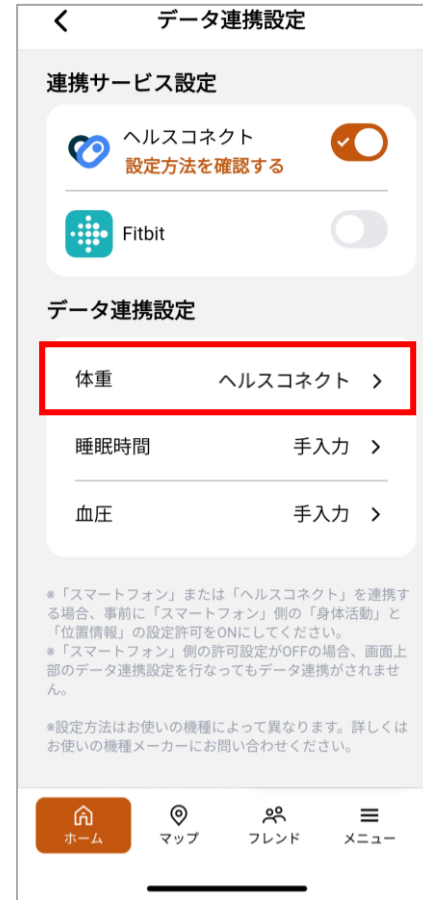 データ連携設定
連携サービス設定
ヘルスコネクト
設定方法を確認する
Fitbit
データ連携設定
体重 ヘルスコネクト
睡眠時間 手入力
血圧 手入力
※「スマートフォン」または「ヘルスコネクト」を連携す
る場合、事前に「スマートフォン」側の「身体活動」と
「位置情報」の設定許可をONにしてください。
※「スマートフォン」側の許可設定がOFFの場合、画面上
部のデータ連携設定を行なってもデータ連携がされませ
ん。
※設定方法はお使いの機種によって異なります。詳しくは
お使いの機種メーカーにお問い合わせください。
ホーム マップ フレンド メニュー